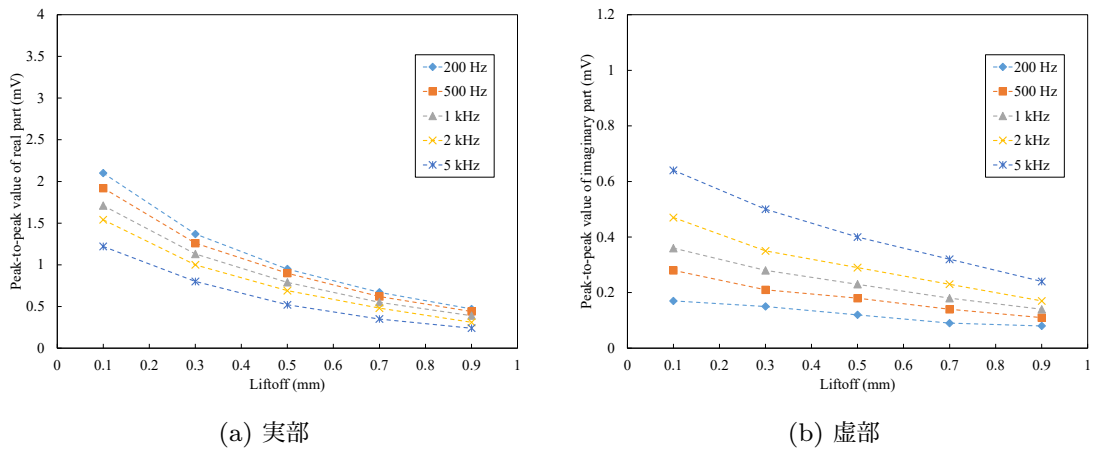 Peak-to-peak value of real part (mV)
4
3.5
3
2.5
2
1.5
1
0.5
0
0 0.1 0.2 0.3 0.4 0.5 0.6 0.7 0.8 0.9 1
Liftoff (mm)
200 Hz
500 Hz
1 kHz
2 kHz
5 kHz
(a) 実部
Peak-to-peak value of imaginary part (mV)
1.2
1
0.8
0.6
0.4
0.2
0
0 0.1 0.2 0.3 0.4 0.5 0.6 0.7 0.8 0.9 1
Liftoff (mm)
200 Hz
500 Hz
1 kHz
2 kHz
5 kHz
(b) 虚部